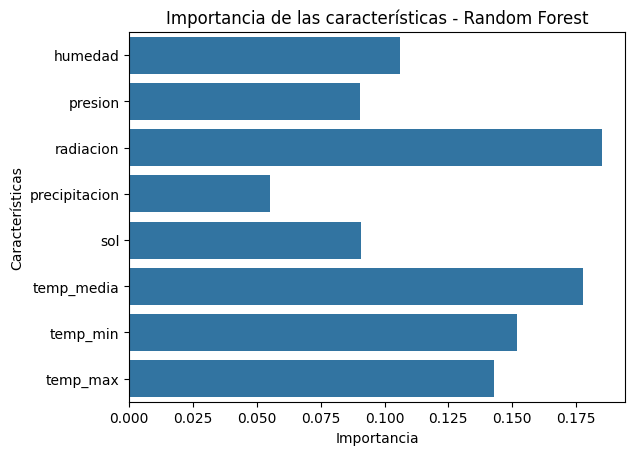 Importancia de las características - Random Forest
humedad
presion
radiacion
precipitacion
sol
temp_media
temp_min
temp_max
Características
0.000 0.025 0.050 0.075 0.100 0.125 0.150 0.175
Importancia